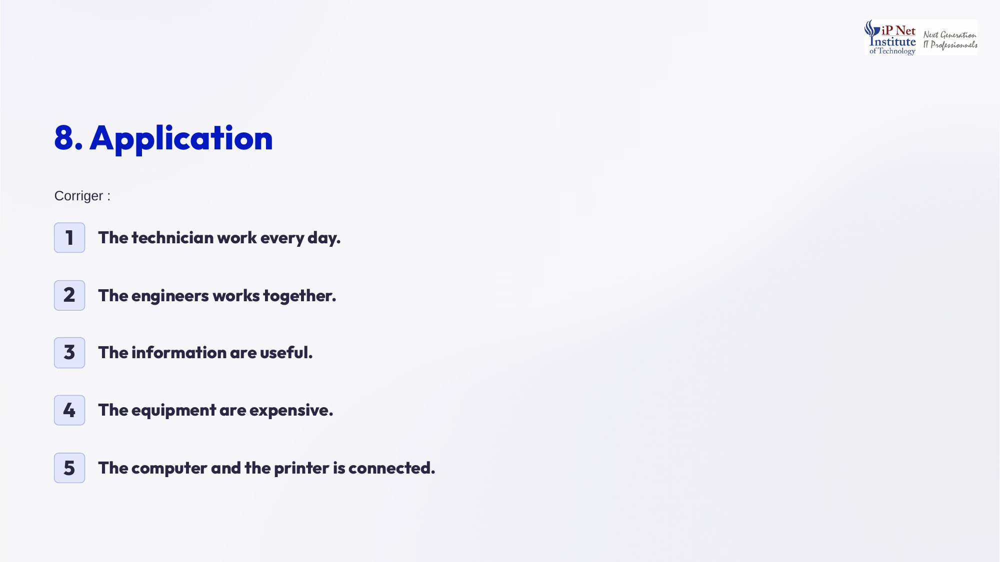 iP Net
Institute
of Technology
Next Generation
IT Professionnels
8. Application
Corriger :
1 The technician work every day.
2 The engineers works together.
3 The information are useful.
4 The equipment are expensive.
5 The computer and the printer is connected.